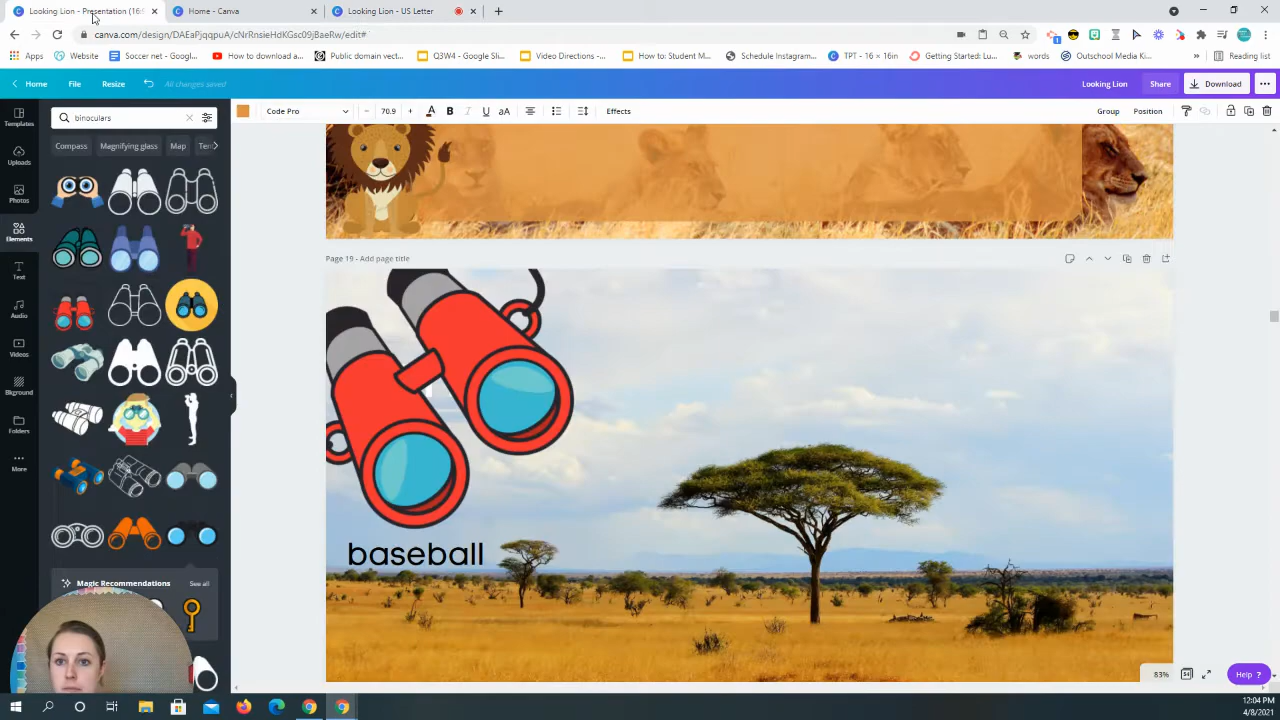 Looking Lion - Presentation (16:
Home - Canva
Looking Lion - US Letter
canva.com/design/DAEaPjqqpuA/cRnsieHdKGsc09jBaeRw/edit#
Apps
Website
Soccer net - Googl...
How to download a...
Public domain vect...
Q3W4 - Google Slid...
Video Directions -...
How to: Student M...
Schedule Instagram...
TPT - 16 × 16in
Getting Started: Lu...
words
Outschool Media Ki...
»
Reading list
Home
File
Resize
All changes saved
Looking Lion
Share
Download
Templates
Uploads
Photos
Elements
Text
Audio
Videos
Bkground
Folders
More
binoculars
Compass
Magnifying glass
Map
Ten
Magic Recommendations
See all
Code Pro
70.9
A
B
I
U
aA
Effects
Group
Position
Page 19 - Add page title
baseball
83%
Help ?
12:04 PM
4/8/2021